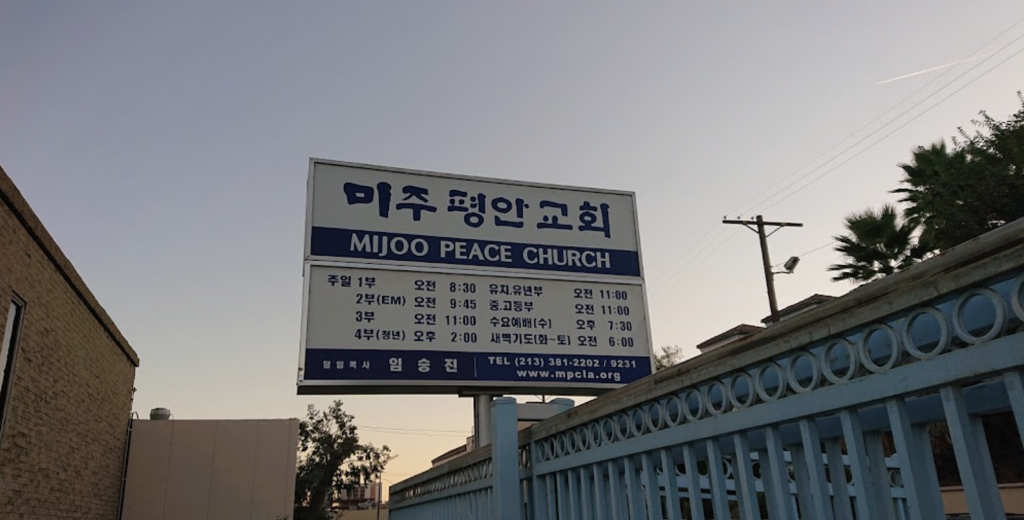 미주 평안 교회
MIJOO PEACE CHURCH
주일 1부 오전 8:30 유치.유년부 오전 11:00
2부(EM) 오전 9:45 중.고등부 오전 11:00
3부 오전 11:00 수요예배(수) 오후 7:30
4부(청년) 오후 2:00 새벽기도(화~토) 오전 6:00
담임목사 임승진 TEL (213) 381-2202 / 9231
www.mpcla.org